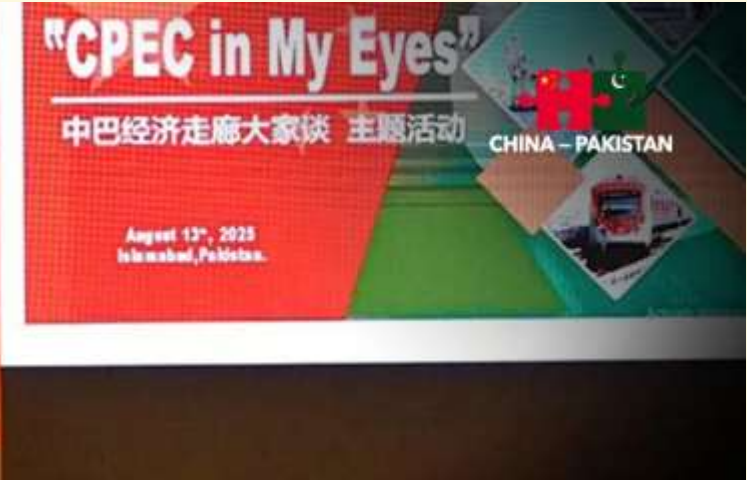 "CPEC in My Eyes"
中巴经济走廊大家谈 主题活动
CHINA – PAKISTAN
August 13th, 2025
Islamabad,Pakistan.